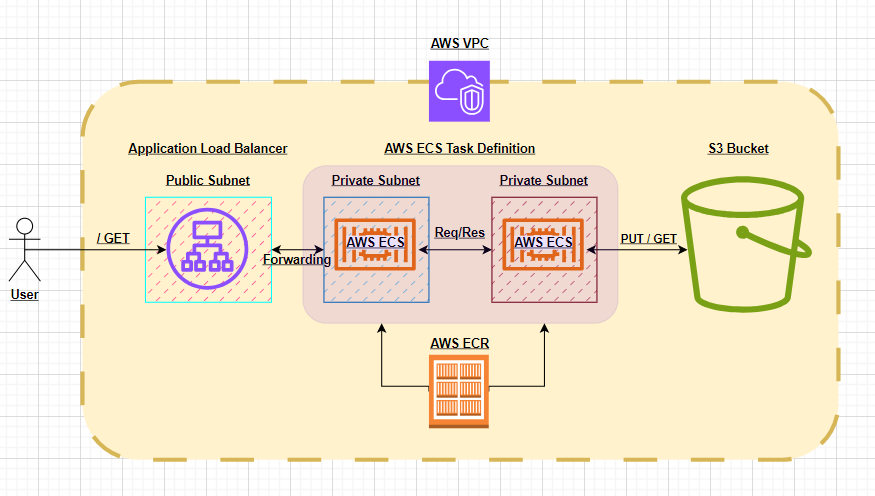 AWS VPC
Application Load Balancer
AWS ECS Task Definition
S3 Bucket
Public Subnet
Private Subnet
Private Subnet
/ GET
Forwarding
AWS ECS
Req/Res
AWS ECS
PUT / GET
User
AWS ECR